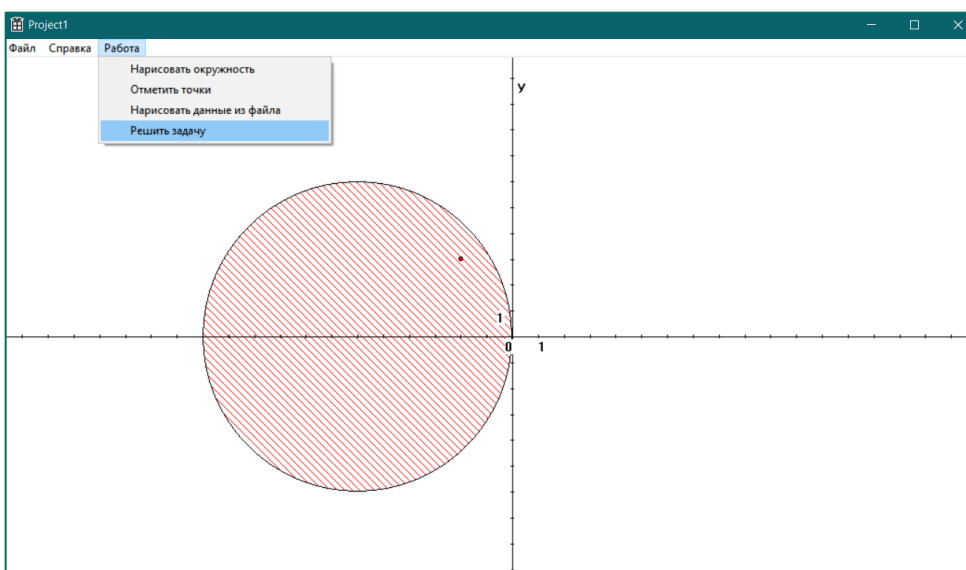 Project1
Файл Справка Работа
Нарисовать окружность
Отметить точки
Нарисовать данные из файла
Решить задачу
Y
1
0 1